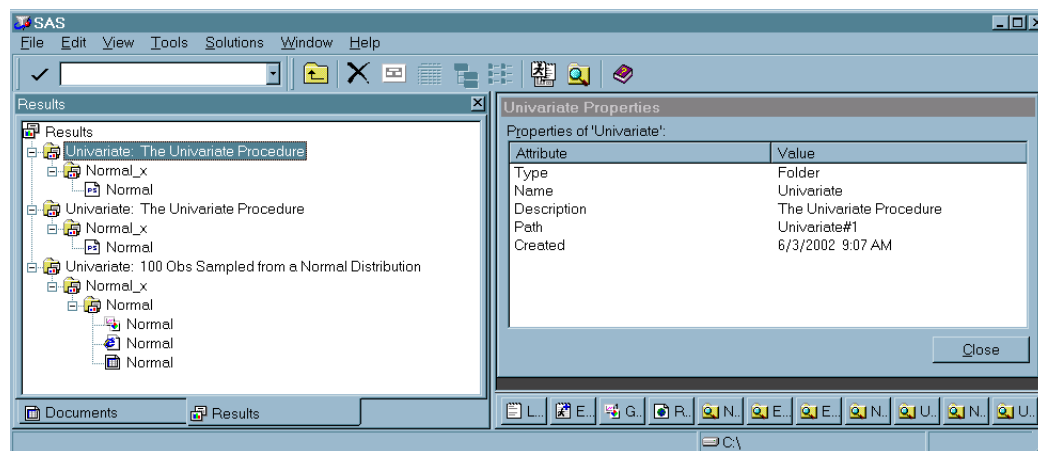 SAS
File Edit View Tools Solutions Window Help
Results
Results
Univariate: The Univariate Procedure
Normal_x
Normal
Univariate: The Univariate Procedure
Normal_x
Normal
Univariate: 100 Obs Sampled from a Normal Distribution
Normal_x
Normal
Normal
Normal
Normal
Documents Results
Univariate Properties
Properties of 'Univariate':
Attribute Value
Type Folder
Name Univariate
Description The Univariate Procedure
Path Univariate#1
Created 6/3/2002 9:07 AM
Close
L... E... G... R... N... E... E... N... U... N... U...
C:\